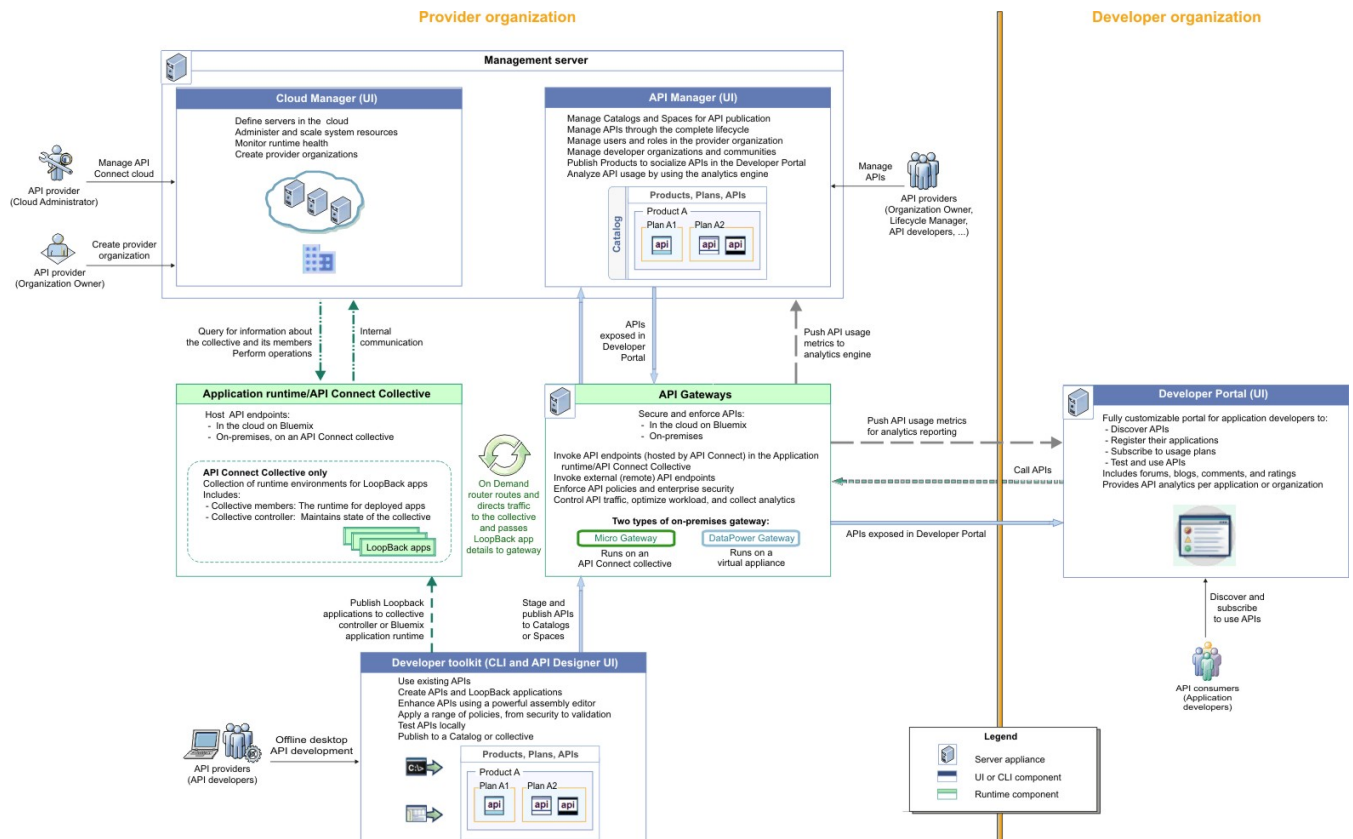 Provider organization
Developer organization
Management server
Cloud Manager (UI)
Define servers in the cloud
Administer and scale system resources
Monitor runtime health
Create provider organizations
API Manager (UI)
Manage Catalogs and Spaces for API publication
Manage APIs through the complete lifecycle
Manage users and roles in the provider organization
Manage developer organizations and communities
Publish Products to socialize APIs in the Developer Portal
Analyze API usage by using the analytics engine
Catalog
Products, Plans, APIs
Product A
Plan A1
Plan A2
api
api
api
Manage API
Connect cloud
API provider
(Cloud Administrator)
Create provider
organization
API provider
(Organization Owner)
Manage
APIs
API providers
(Organization Owner,
Lifecycle Manager,
API developers, ...)
Query for information about
the collective and its members
Perform operations
Internal
communication
APIs
exposed in
Developer
Portal
Push API usage
metrics to
analytics engine
Application runtime/API Connect Collective
Host API endpoints:
- In the cloud on Bluemix
- On-premises, on an API Connect collective
API Connect Collective only
Collection of runtime environments for LoopBack apps
Includes:
- Collective members: The runtime for deployed apps
- Collective controller: Maintains state of the collective
LoopBack apps
On Demand
router routes and
directs traffic
to the collective
and passes
LoopBack app
details to gateway
API Gateways
Secure and enforce APIs:
- In the cloud on Bluemix
- On-premises
Invoke API endpoints (hosted by API Connect) in the Application
runtime/API Connect Collective
Invoke external (remote) API endpoints
Enforce API policies and enterprise security
Control API traffic, optimize workload, and collect analytics
Two types of on-premises gateway:
Micro Gateway
DataPower Gateway
Runs on an
API Connect collective
Runs on a
virtual appliance
Push API usage metrics
for analytics reporting
Call APIs
APIs exposed in Developer Portal
Developer Portal (UI)
Fully customizable portal for application developers to:
- Discover APIs
- Register their applications
- Subscribe to usage plans
- Test and use APIs
Includes forums, blogs, comments, and ratings
Provides API analytics per application or organization
Discover and
subscribe
to use APIs
API consumers
(Application
developers)
Publish Loopback
applications to collective
controller or Bluemix
application runtime
Stage and
publish APIs
to Catalogs
or Spaces
Developer toolkit (CLI and API Designer UI)
Use existing APIs
Create APIs and LoopBack applications
Enhance APIs using a powerful assembly editor
Apply a range of policies, from security to validation
Test APIs locally
Publish to a Catalog or collective
C:\>
Products, Plans, APIs
Product A
Plan A1
Plan A2
api
api
api
Offline desktop
API development
API providers
(API developers)
Legend
Server appliance
UI or CLI component
Runtime component